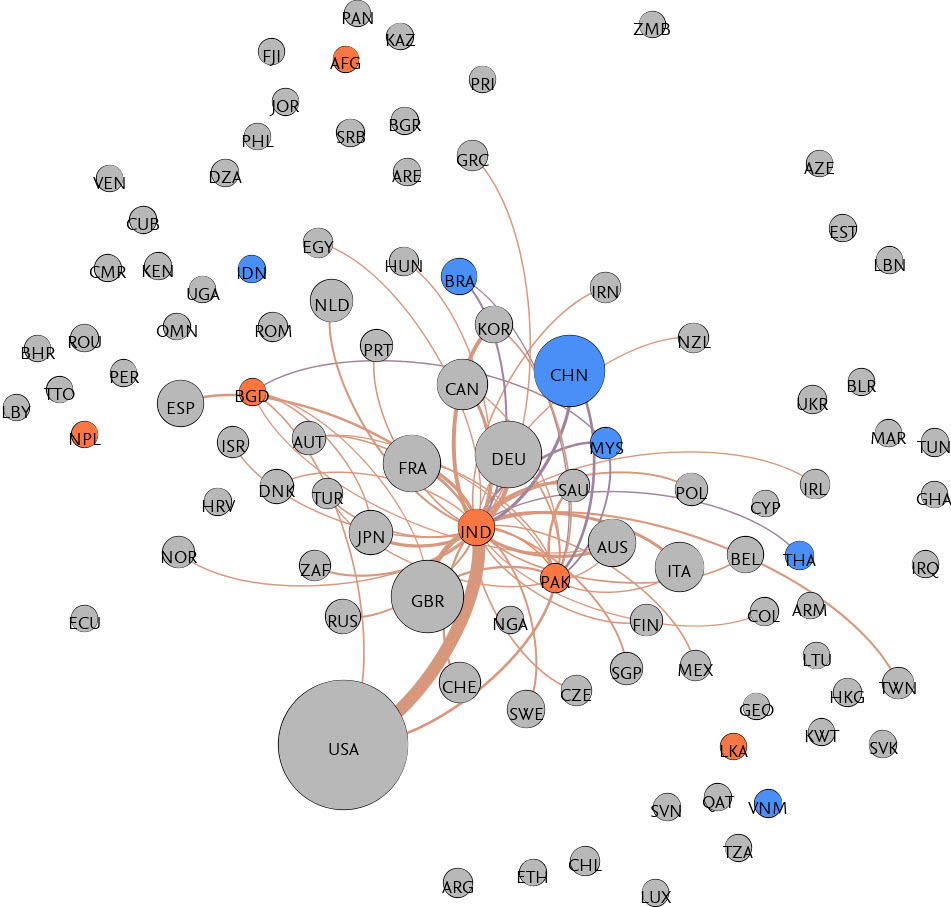 PAN
ZMB
KAZ
FJI
AFG
PRI
JOR
BGR
SRB
PHL
GRC
AZE
ARE
DZA
VEN
CUB
EST
EGY
LBN
HUN
CMR
KEN
IDN
BRA
UGA
IRN
NLD
KOR
OMN
ROM
NZL
ROU
PRT
BHR
CHN
PER
CAN
BLR
TTO
BGD
UKR
LBY
ESP
NPL
AUT
MAR
ISR
MYS
TUN
DEU
FRA
IRL
DNK
SAU
POL
TUR
GHA
HRV
CYP
IND
JPN
AUS
NOR
BEL
THA
ZAF
ITA
IRQ
PAK
GBR
ARM
COL
RUS
ECU
NGA
FIN
LTU
SGP
MEX
CHE
TWN
CZE
HKG
SWE
GEO
KWT
USA
LKA
SVK
QAT
VNM
SVN
TZA
CHL
ETH
ARG
LUX